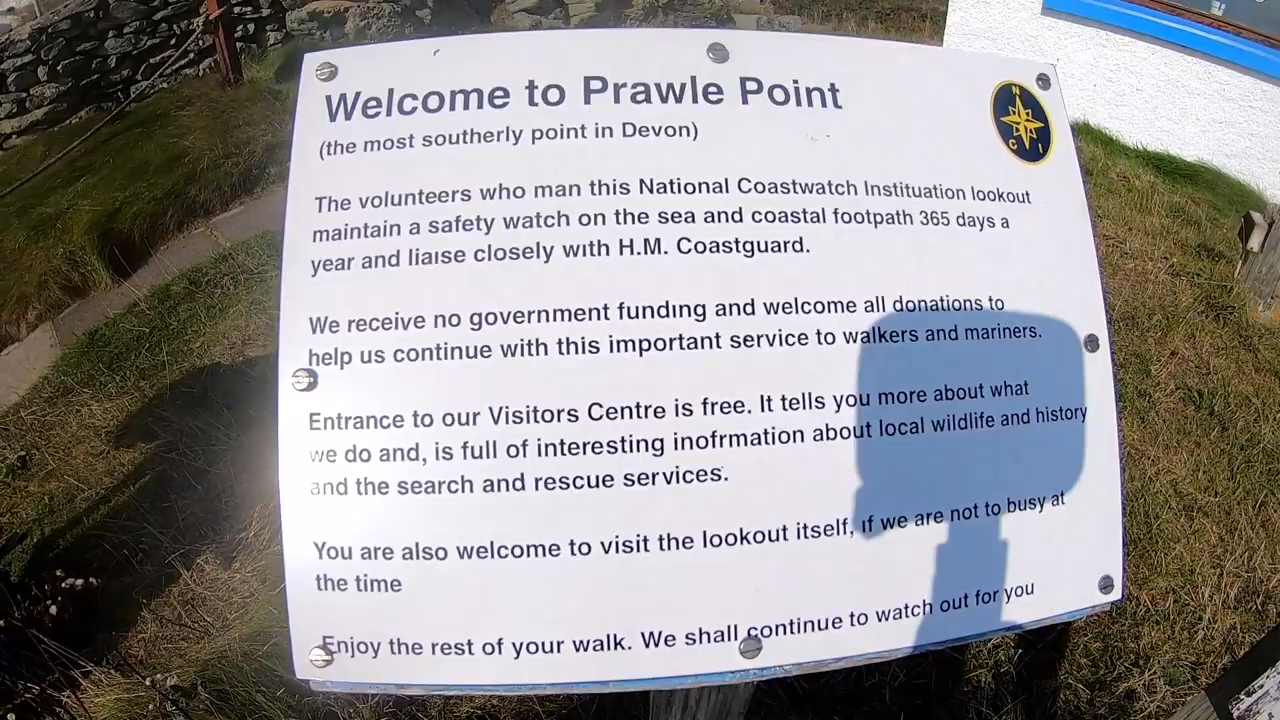 Welcome to Prawle Point
(the most southerly point in Devon)
N
C I
The volunteers who man this National Coastwatch Instituation lookout
maintain a safety watch on the sea and coastal footpath 365 days a
year and liaise closely with H.M. Coastguard.
We receive no government funding and welcome all donations to
help us continue with this important service to walkers and mariners.
Entrance to our Visitors Centre is free. It tells you more about what
we do and, is full of interesting inofrmation about local wildlife and history
and the search and rescue services.
You are also welcome to visit the lookout itself, if we are not to busy at
the time
Enjoy the rest of your walk. We shall continue to watch out for you